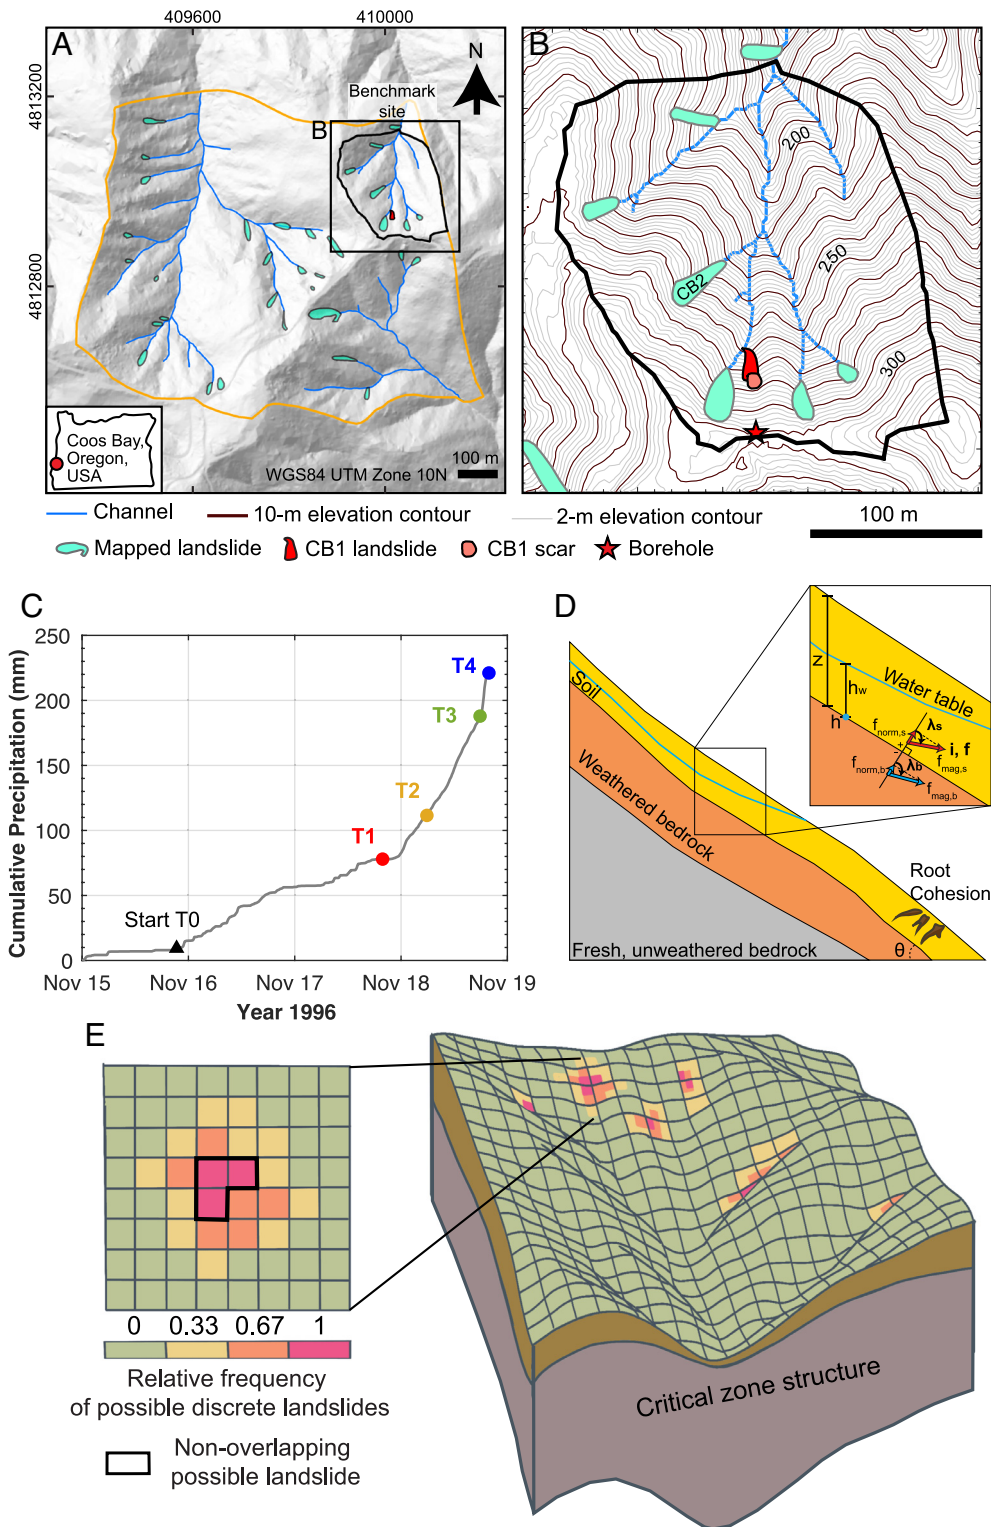 409600
410000
A
N
4813200
4812800
Benchmark
site
B
Coos Bay,
Oregon,
USA
100 m
WGS84 UTM Zone 10N
B
200
250
300
CB2
Channel
10-m elevation contour
2-m elevation contour
100 m
Mapped landslide
CB1 landslide
CB1 scar
Borehole
C
250
200
150
100
50
0
Cumulative Precipitation (mm)
T4
T3
T2
T1
Start T0
Nov 15
Nov 16
Nov 17
Nov 18
Nov 19
Year 1996
D
Soil
Weathered bedrock
Fresh, unweathered bedrock
Root
Cohesion
θ
z
hw
h
Water table
fnorm,s
λs
- +
i, f
fmag,s
fnorm,b
λb
fmag,b
E
0 0.33 0.67 1
Relative frequency
of possible discrete landslides
Non-overlapping
possible landslide
Critical zone structure